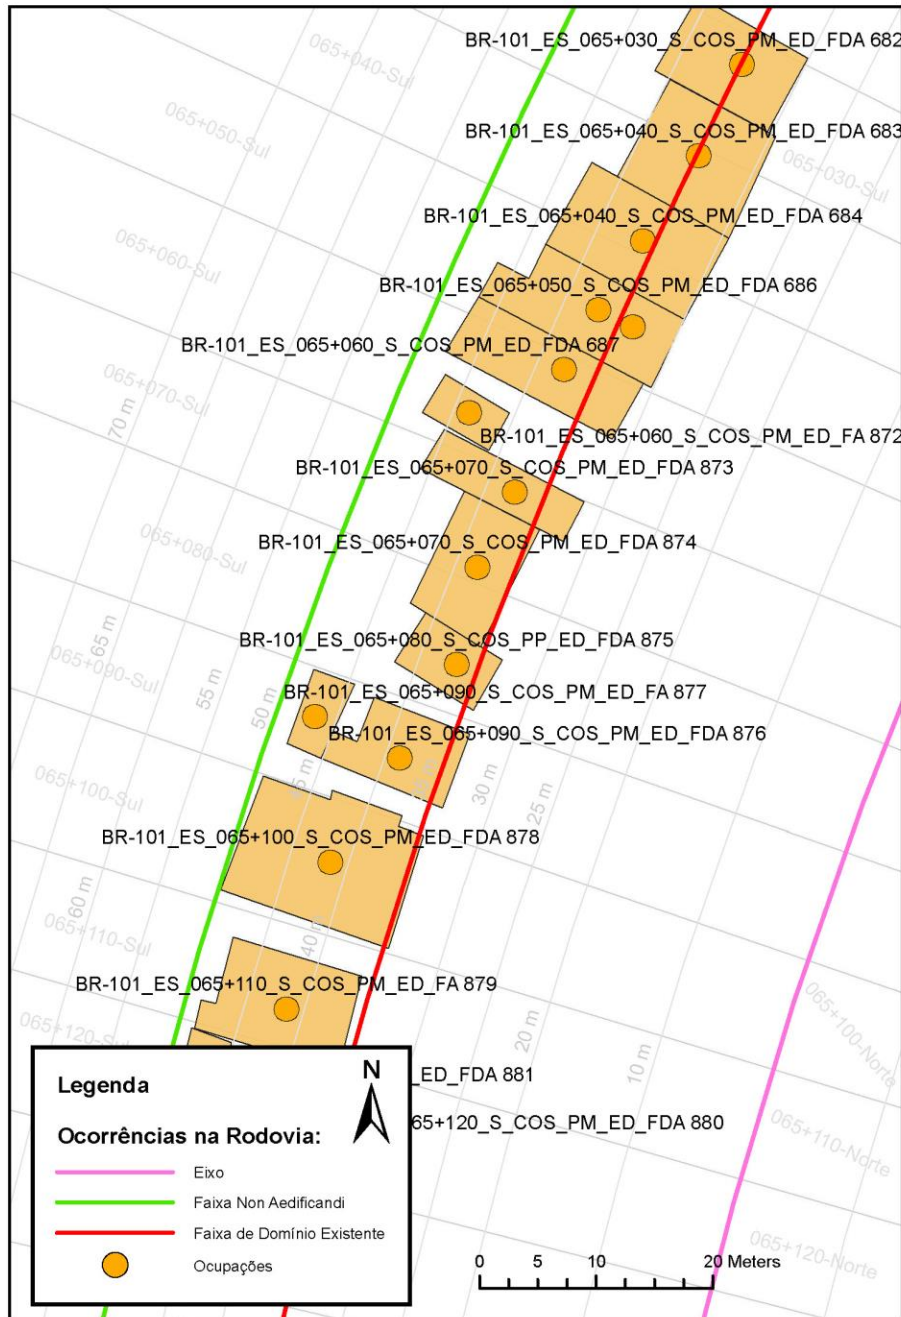 BR-101_ES_065+030_S_COS_PM_ED_FDA 682
065+040-Sul
065+050-Sul
BR-101_ES_065+040_S_COS_PM_ED_FDA 683
065+030-Sul
BR-101_ES_065+040_S_COS_PM_ED_FDA 684
065+060-Sul
BR-101_ES_065+050_S_COS_PM_ED_FDA 686
BR-101_ES_065+060_S_COS_PM_ED_FDA 687
065+070-Sul
70 m
BR-101_ES_065+060_S_COS_PM_ED_FA 872
BR-101_ES_065+070_S_COS_PM_ED_FDA 873
065+080-Sul
BR-101_ES_065+070_S_COS_PM_ED_FDA 874
65 m
BR-101_ES_065+080_S_COS_PP_ED_FDA 875
065+090-Sul
55 m
50 m
BR-101_ES_065+090_S_COS_PM_ED_FA 877
BR-101_ES_065+090_S_COS_PM_ED_FDA 876
45 m
30 m
25 m
065+100-Sul
BR-101_ES_065+100_S_COS_PM_ED_FDA 878
60 m
065+110-Sul
40 m
BR-101_ES_065+110_S_COS_PM_ED_FA 879
065+100-Norte
065+120-Sul
20 m
10 m
_ED_FDA 881
065+120_S_COS_PM_ED_FDA 880
065+110-Norte
065+120-Norte
Legenda
N
Ocorrências na Rodovia:
Eixo
Faixa Non Aedificandi
Faixa de Domínio Existente
Ocupações
0 5 10 20 Meters